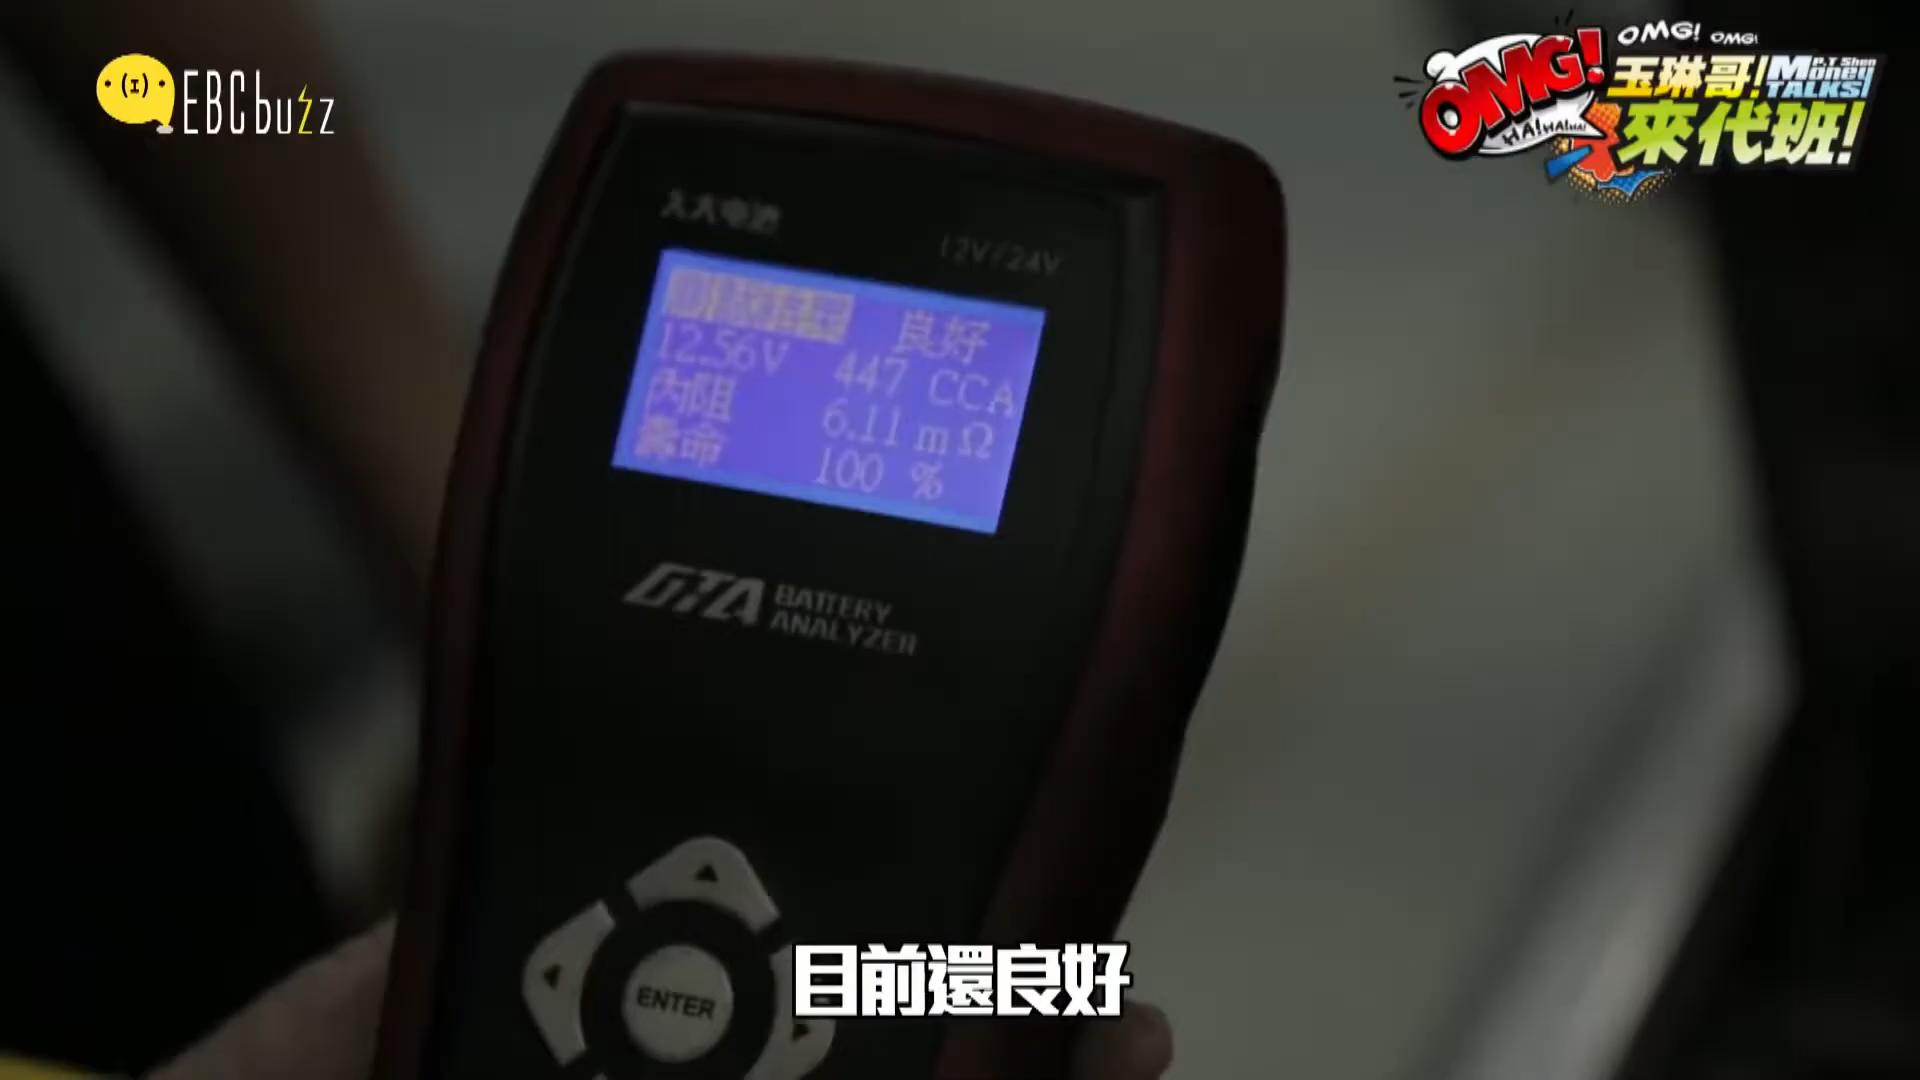 EBCbuzz
OMG! OMG!
OMG!
HA!HA!HA!
玉琳哥!
P.T Shen
Money
TALKS!
來代班!
12V/24V
良好
12.56V 447 CCA
內阻 6.11 mΩ
壽命 100 %
GTA BATTERY
ANALYZER
ENTER
目前還良好